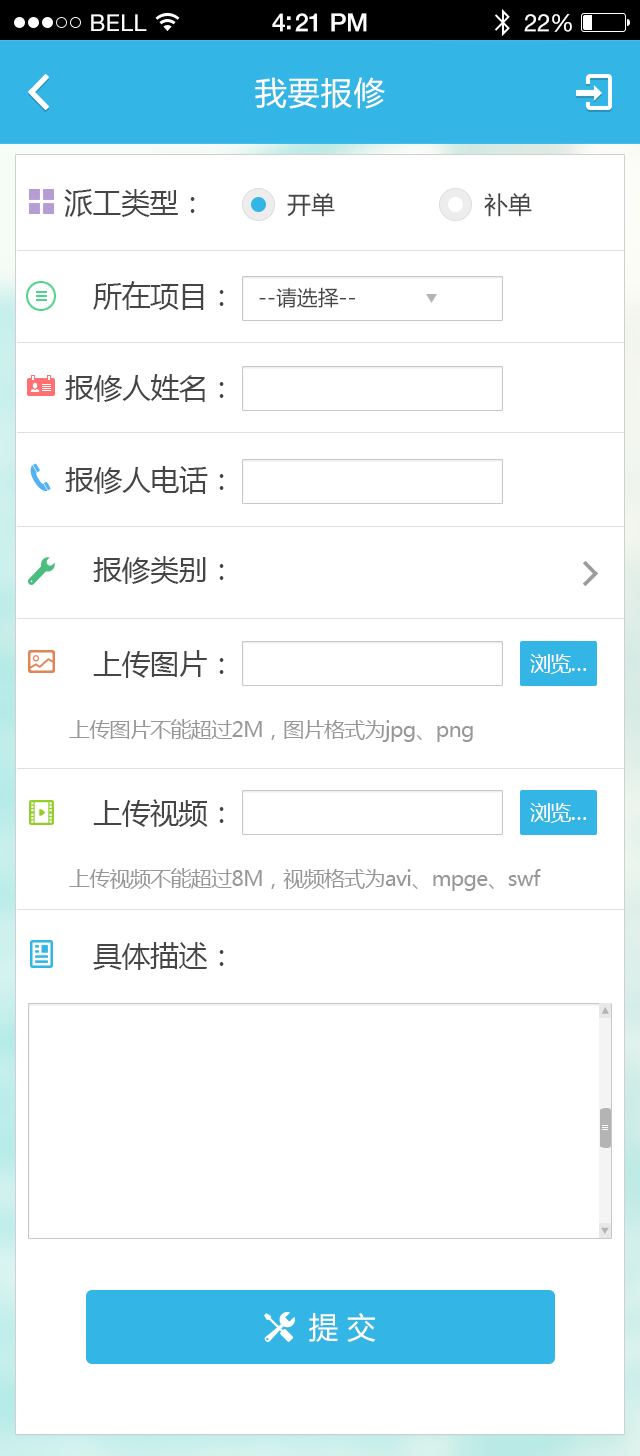 BELL 4:21 PM 22%
我要报修
派工类型： 开单 补单
所在项目： --请选择--
报修人姓名：
报修人电话：
报修类别：
上传图片： 浏览...
上传图片不能超过2M，图片格式为jpg、png
上传视频： 浏览...
上传视频不能超过8M，视频格式为avi、mpge、swf
具体描述：
提 交